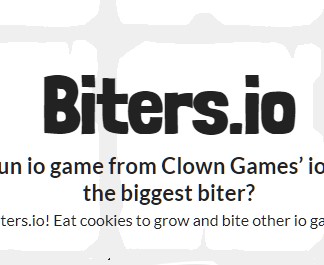 Biters.io
un io game from Clown Games’ io
the biggest biter?
ters.io! Eat cookies to grow and bite other io ga